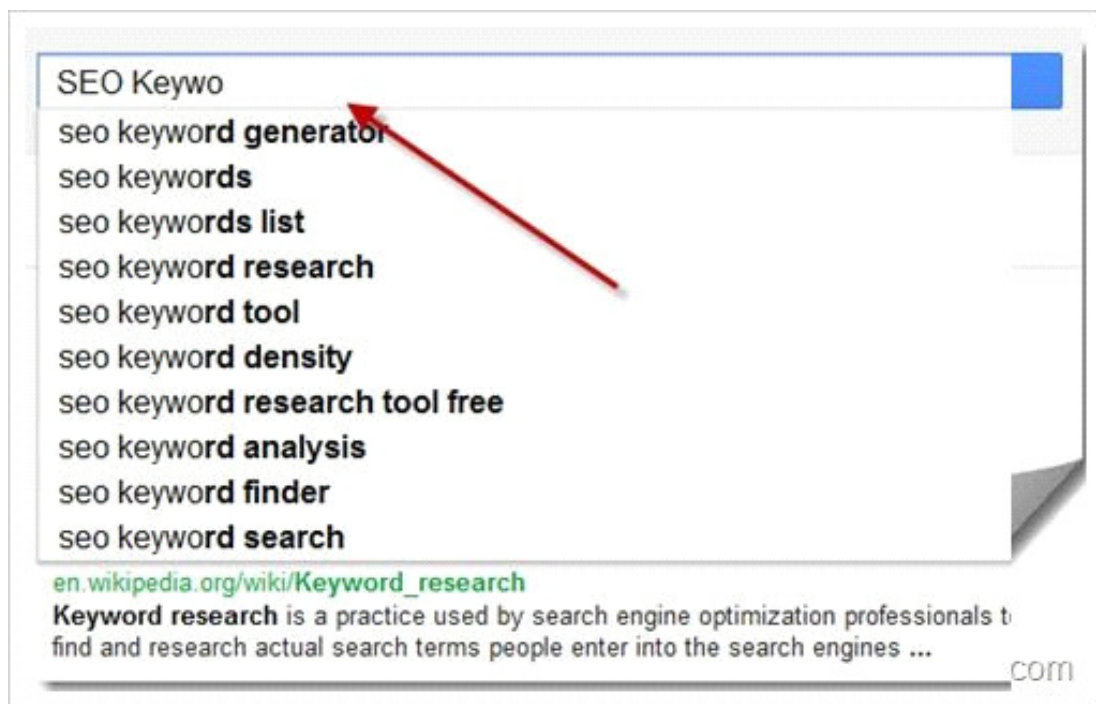 SEO Keywo
seo keyword generator
seo keywords
seo keywords list
seo keyword research
seo keyword tool
seo keyword density
seo keyword research tool free
seo keyword analysis
seo keyword finder
seo keyword search
en.wikipedia.org/wiki/Keyword_research
Keyword research is a practice used by search engine optimization professionals t
find and research actual search terms people enter into the search engines ...
com